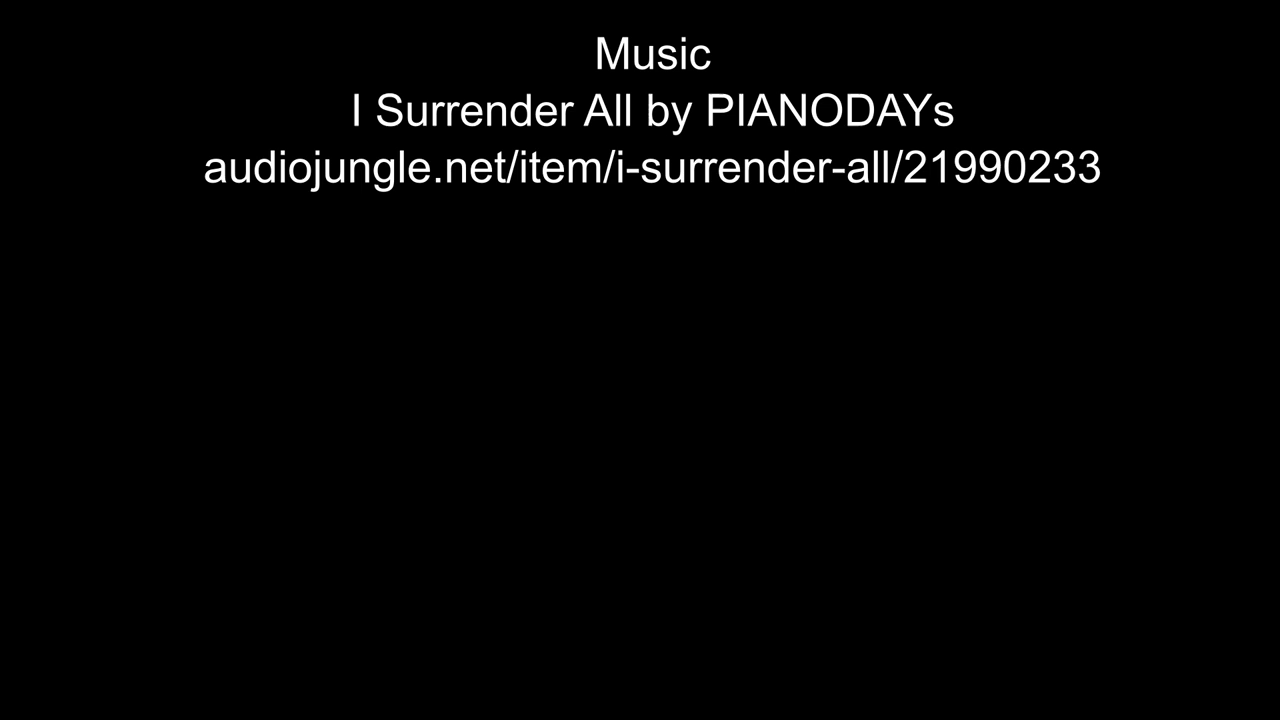 Music
I Surrender All by PIANODAYs
audiojungle.net/item/i-surrender-all/21990233